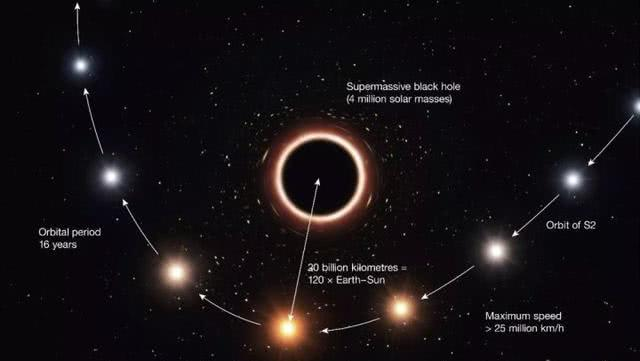 Supermassive black hole
(4 million solar masses)
Orbit of S2
Orbital period
16 years
20 billion kilometres =
120 × Earth–Sun
Maximum speed
> 25 million km/h